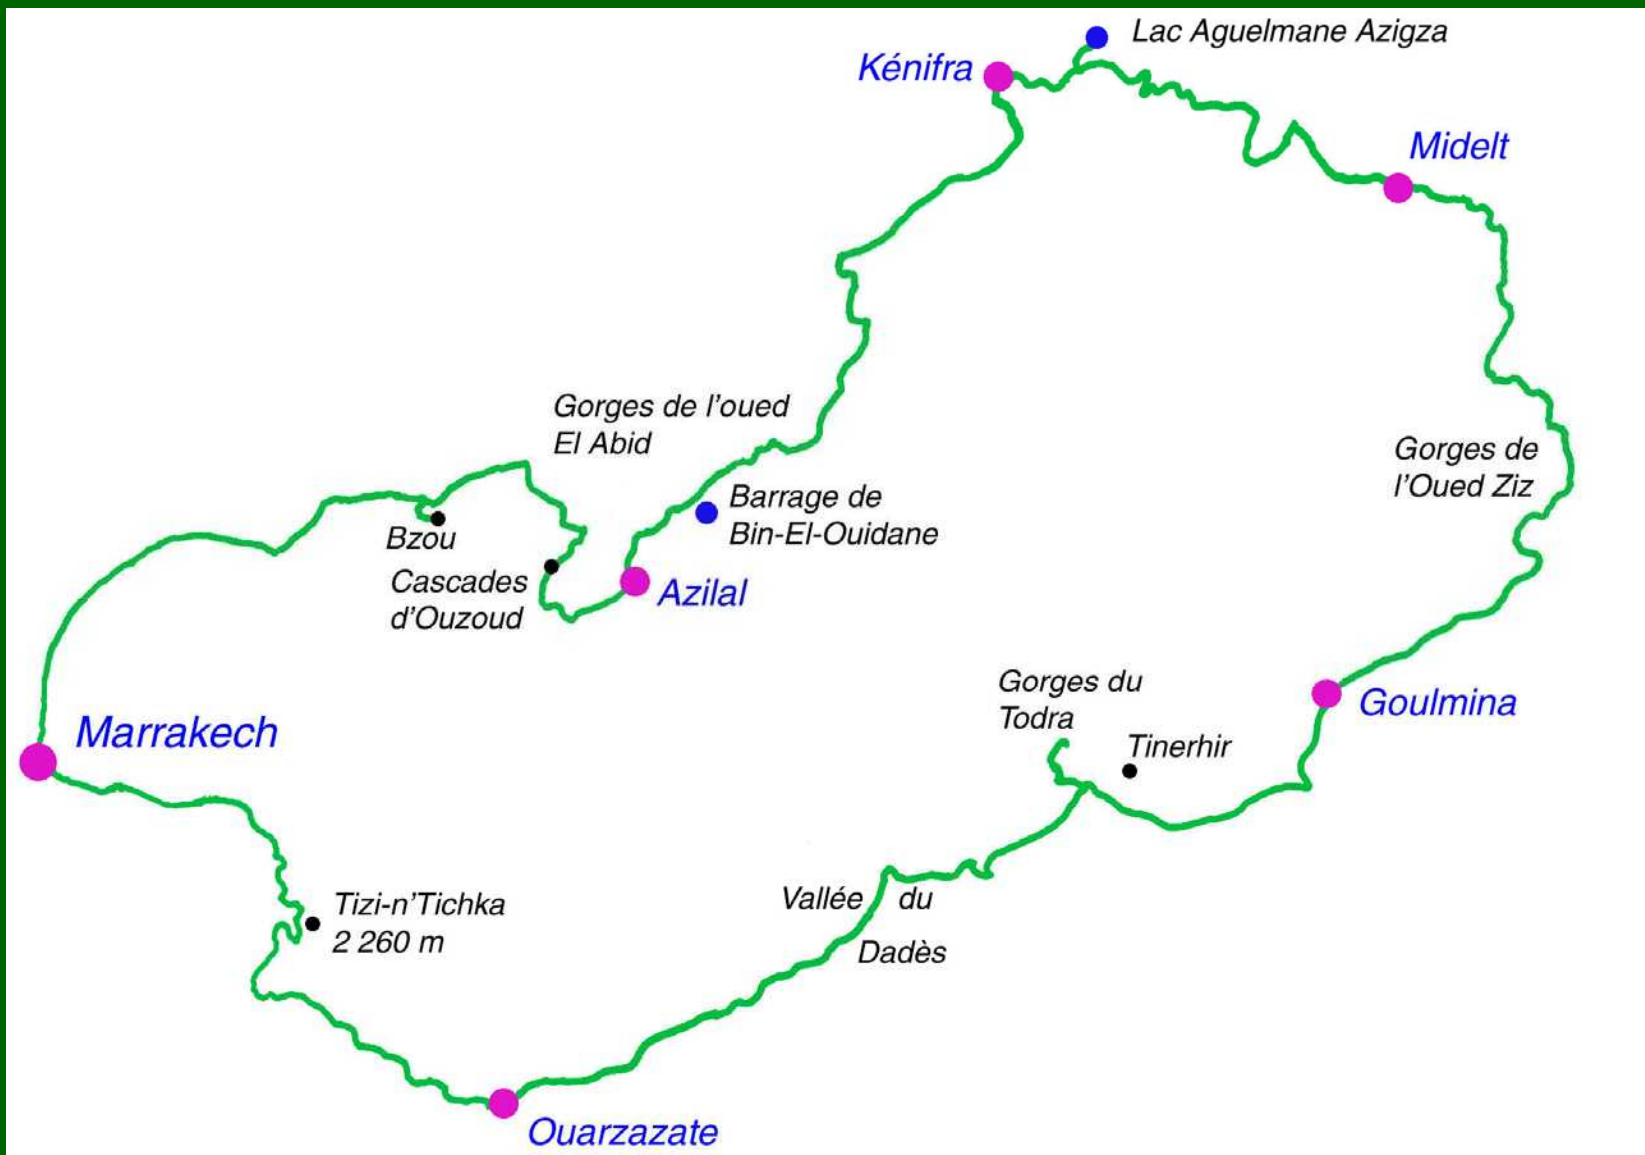 Lac Aguelmane Azigza
Kénifra
Midelt
Gorges de l'oued
El Abid
Gorges de
l'Oued Ziz
Barrage de
Bin-El-Ouidane
Bzou
Cascades
d'Ouzoud
Azilal
Gorges du
Todra
Goulmina
Marrakech
Tinerhir
Tizi-n'Tichka
2 260 m
Vallée du
Dadès
Ouarzazate